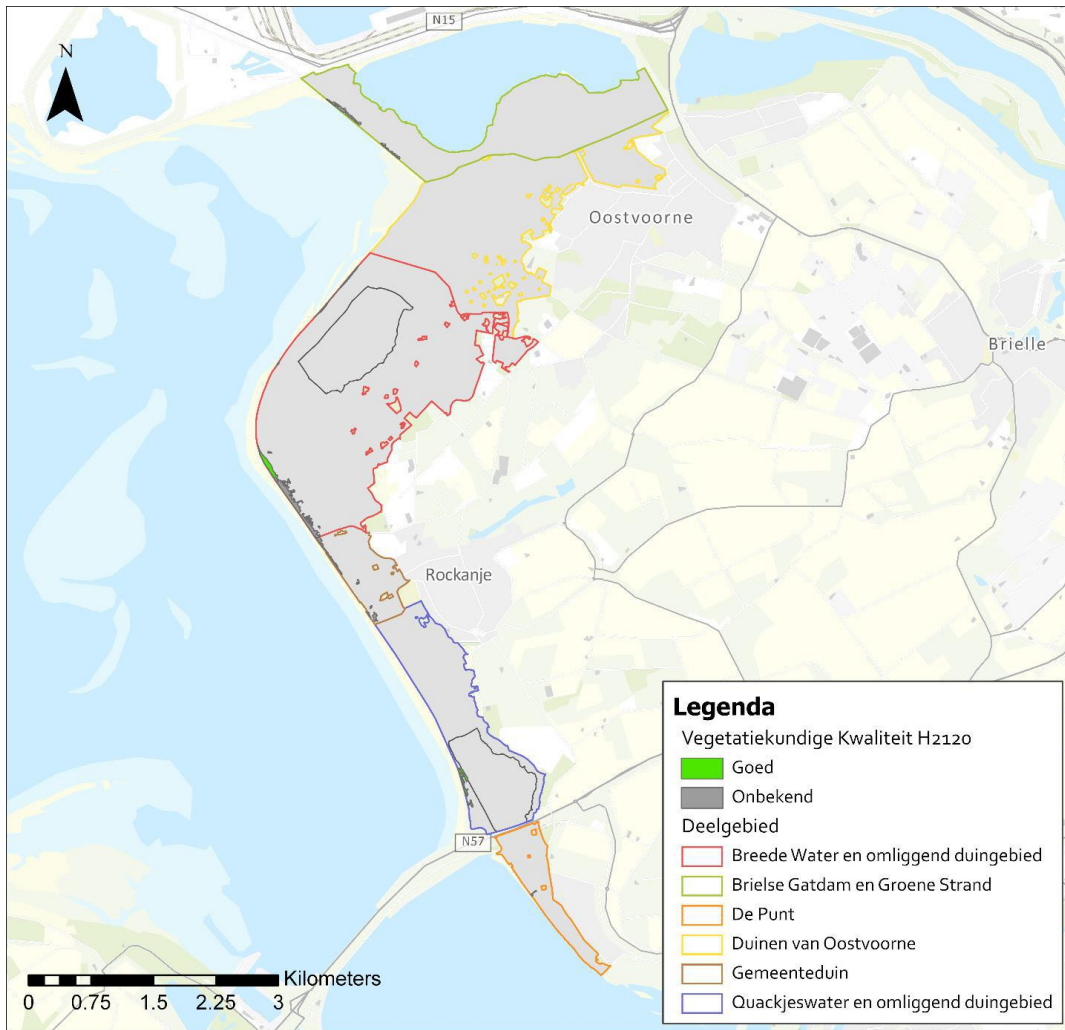 N15
N
Oostvoorne
Brielle
Rockanje
N57
Kilometers
0 0.75 1.5 2.25 3
Legenda
Vegetatiekundige Kwaliteit H2120
Goed
Onbekend
Deelgebied
Breede Water en omliggend duingebied
Brielse Gatdam en Groene Strand
De Punt
Duinen van Oostvoorne
Gemeenteduin
Quackjeswater en omliggend duingebied